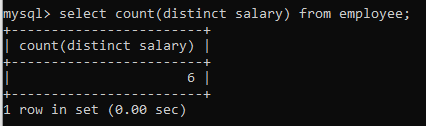 mysql> select count(distinct salary) from employee;
+------------------------+
| count(distinct salary) |
+------------------------+
|                      6 |
+------------------------+
1 row in set (0.00 sec)